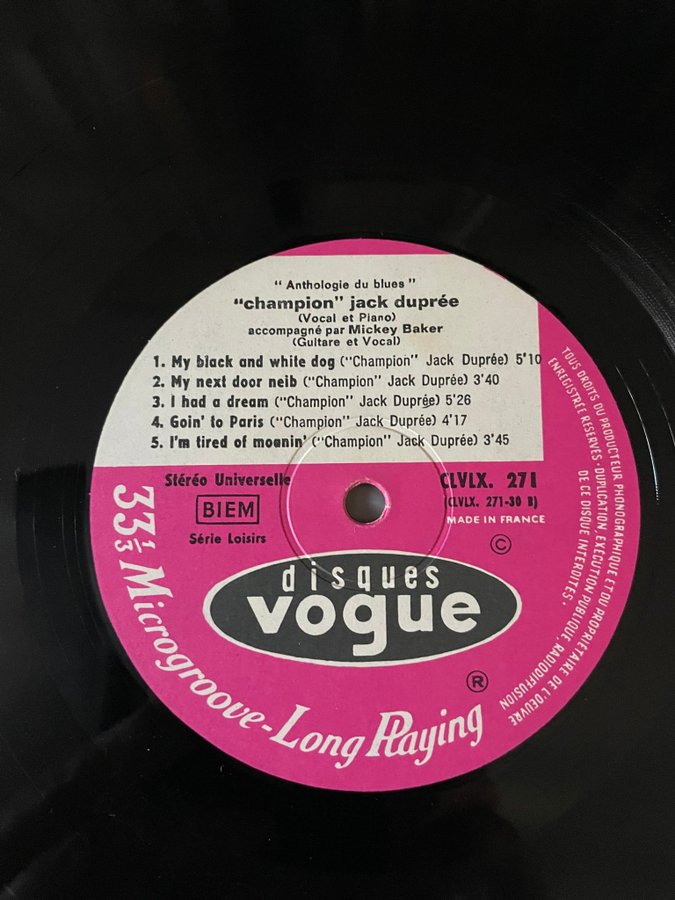 " Anthologie du blues "
"champion" jack duprée
(Vocal et Piano)
accompagné par Mickey Baker
(Guitare et Vocal)
1. My black and white dog ("Champion" Jack Duprée) 5'10
2. My next door neib ("Champion" Jack Duprée) 3'40
3. I had a dream ("Champion" Jack Duprée) 5'26
4. Goin' to Paris ("Champion" Jack Duprée) 4'17
5. I'm tired of moanin' ("Champion" Jack Duprée) 3'45
Stéréo Universelle
BIEM
Série Loisirs
CLVLX. 271
(CLVLX. 271-30 B)
MADE IN FRANCE
©
disques
vogue
®
33 1/3 Microgroove-Long Playing
TOUS DROITS DU PRODUCTEUR PHONOGRAPHIQUE ET DU PROPRIÉTAIRE DE L'OEUVRE
ENREGISTRÉE RÉSERVÉS · DUPLICATION, EXÉCUTION PUBLIQUE, RADIODIFFUSION
DE CE DISQUE INTERDITES ·